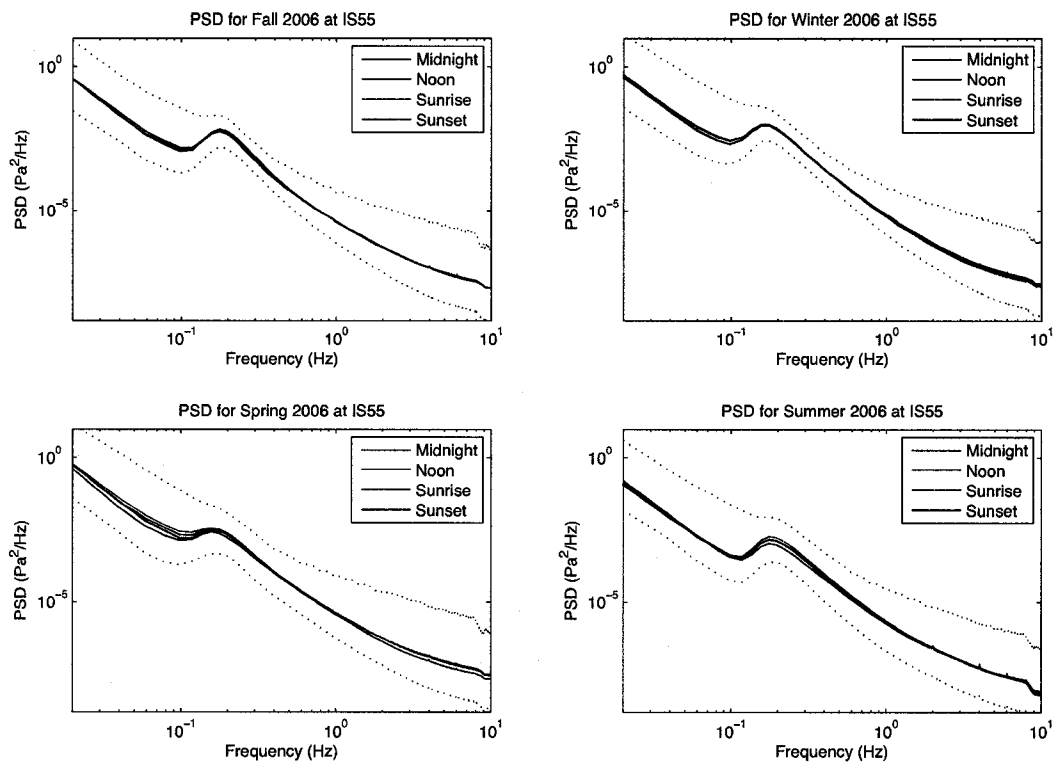 PSD for Fall 2006 at IS55
Midnight
Noon
Sunrise
Sunset
10^0
10^-5
PSD (Pa^2/Hz)
10^-1
10^0
10^1
Frequency (Hz)
PSD for Winter 2006 at IS55
Midnight
Noon
Sunrise
Sunset
10^0
10^-5
PSD (Pa^2/Hz)
10^-1
10^0
10^1
Frequency (Hz)
PSD for Spring 2006 at IS55
Midnight
Noon
Sunrise
Sunset
10^0
10^-5
PSD (Pa^2/Hz)
10^-1
10^0
10^1
Frequency (Hz)
PSD for Summer 2006 at IS55
Midnight
Noon
Sunrise
Sunset
10^0
10^-5
PSD (Pa^2/Hz)
10^-1
10^0
10^1
Frequency (Hz)